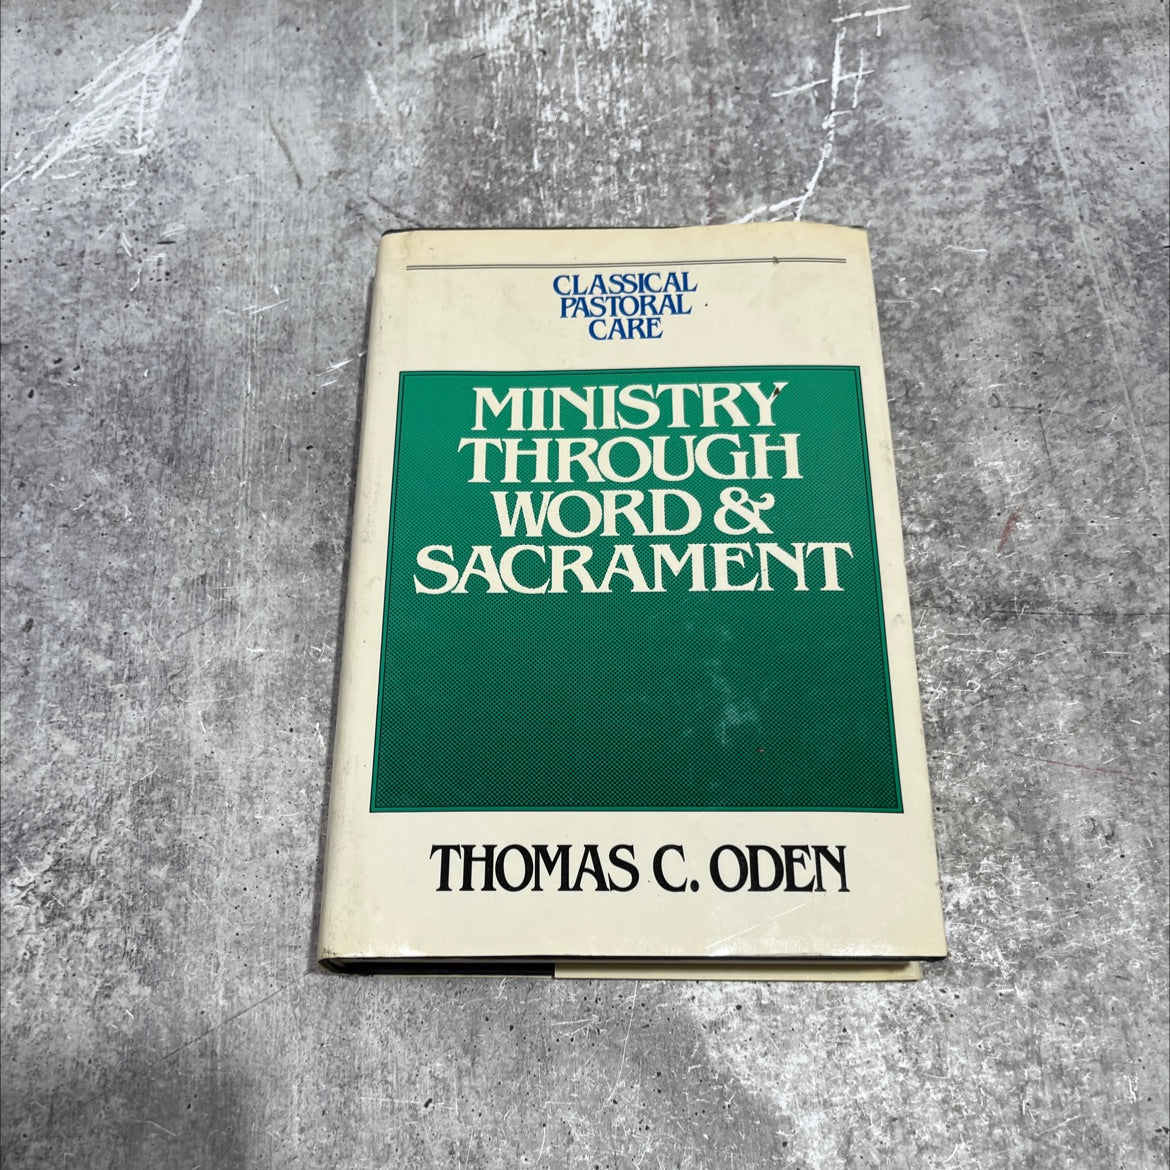 CLASSICAL
PASTORAL
CARE
MINISTRY
THROUGH
WORD &
SACRAMENT
THOMAS C. ODEN